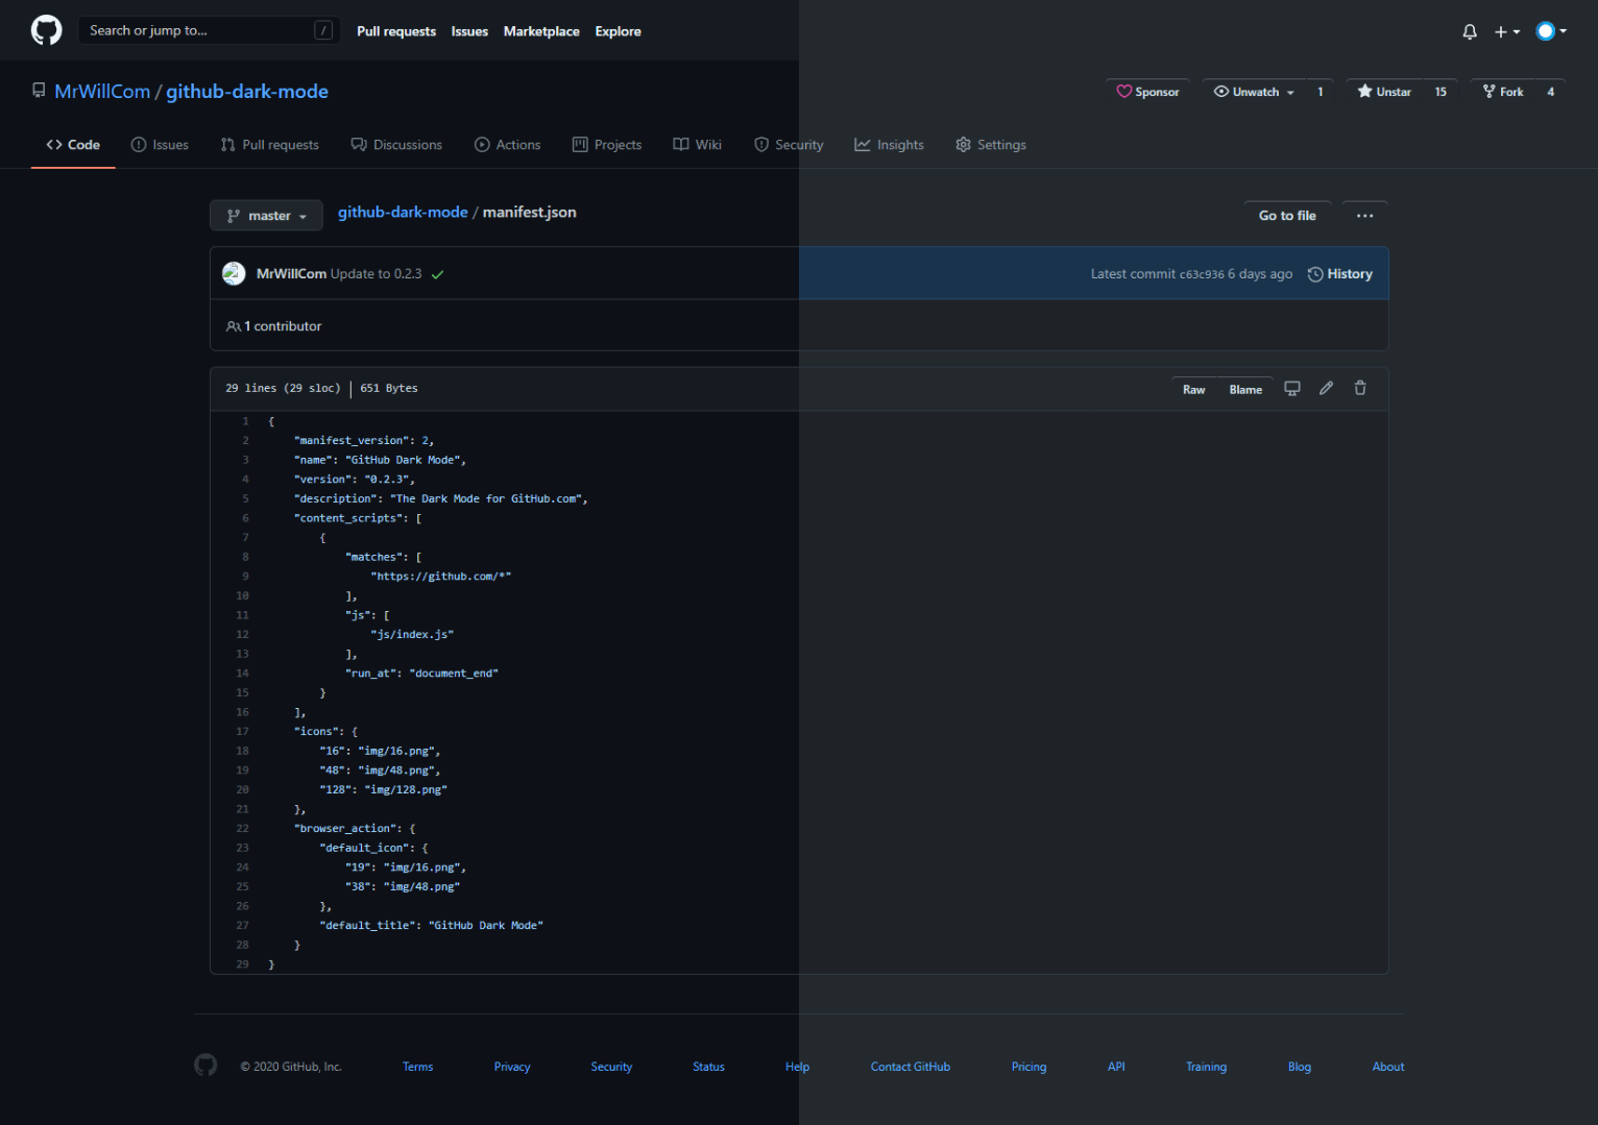 Search or jump to... / Pull requests Issues Marketplace Explore
MrWillCom / github-dark-mode Sponsor Unwatch 1 Unstar 15 Fork 4
Code Issues Pull requests Discussions Actions Projects Wiki Security Insights Settings
master github-dark-mode / manifest.json Go to file ...
MrWillCom Update to 0.2.3 Latest commit c63c936 6 days ago History
1 contributor
29 lines (29 sloc) | 651 Bytes Raw Blame
1 {
2 "manifest_version": 2,
3 "name": "GitHub Dark Mode",
4 "version": "0.2.3",
5 "description": "The Dark Mode for GitHub.com",
6 "content_scripts": [
7 {
8 "matches": [
9 "https://github.com/*"
10 ],
11 "js": [
12 "js/index.js"
13 ],
14 "run_at": "document_end"
15 }
16 ],
17 "icons": {
18 "16": "img/16.png",
19 "48": "img/48.png",
20 "128": "img/128.png"
21 },
22 "browser_action": {
23 "default_icon": {
24 "19": "img/16.png",
25 "38": "img/48.png"
26 },
27 "default_title": "GitHub Dark Mode"
28 }
29 }
© 2020 GitHub, Inc. Terms Privacy Security Status Help Contact GitHub Pricing API Training Blog About